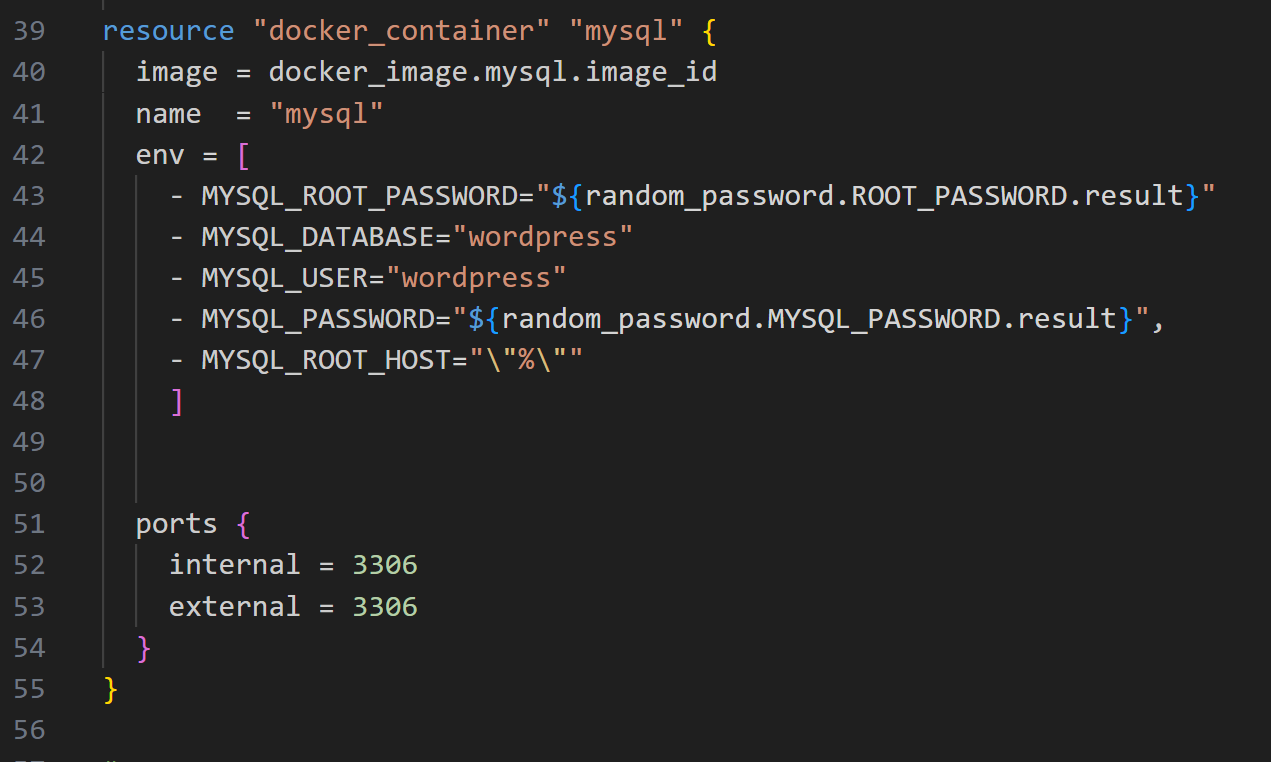 39 resource "docker_container" "mysql" {
40   image = docker_image.mysql.image_id
41   name  = "mysql"
42   env = [
43     - MYSQL_ROOT_PASSWORD="${random_password.ROOT_PASSWORD.result}"
44     - MYSQL_DATABASE="wordpress"
45     - MYSQL_USER="wordpress"
46     - MYSQL_PASSWORD="${random_password.MYSQL_PASSWORD.result}",
47     - MYSQL_ROOT_HOST="\"%\""
48     ]
49
50
51   ports {
52     internal = 3306
53     external = 3306
54   }
55 }
56